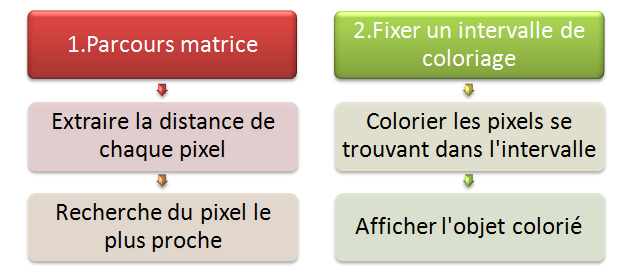 1.Parcours matrice
Extraire la distance de
chaque pixel
Recherche du pixel le
plus proche
2.Fixer un intervalle de
coloriage
Colorier les pixels se
trouvant dans l'intervalle
Afficher l'objet colorié